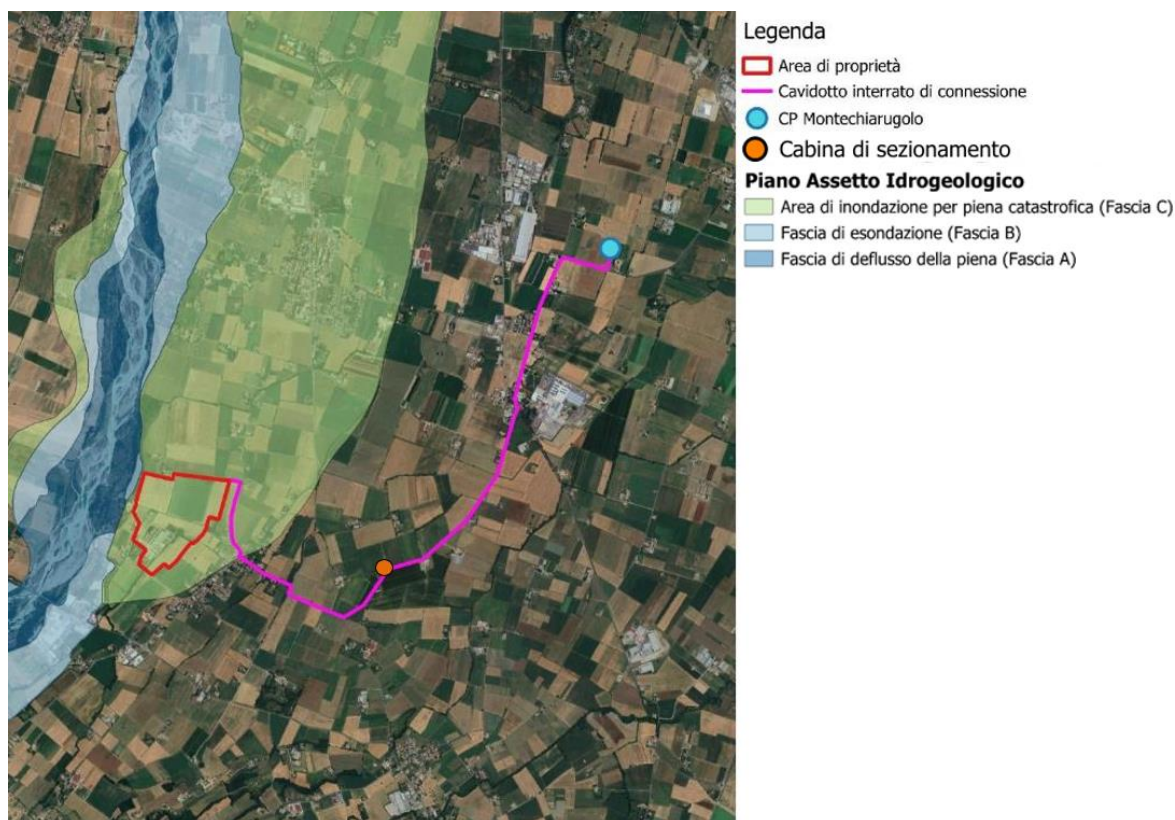 Legenda
Area di proprietà
Cavidotto interrato di connessione
CP Montechiarugolo
Cabina di sezionamento
Piano Assetto Idrogeologico
Area di inondazione per piena catastrofica (Fascia C)
Fascia di esondazione (Fascia B)
Fascia di deflusso della piena (Fascia A)